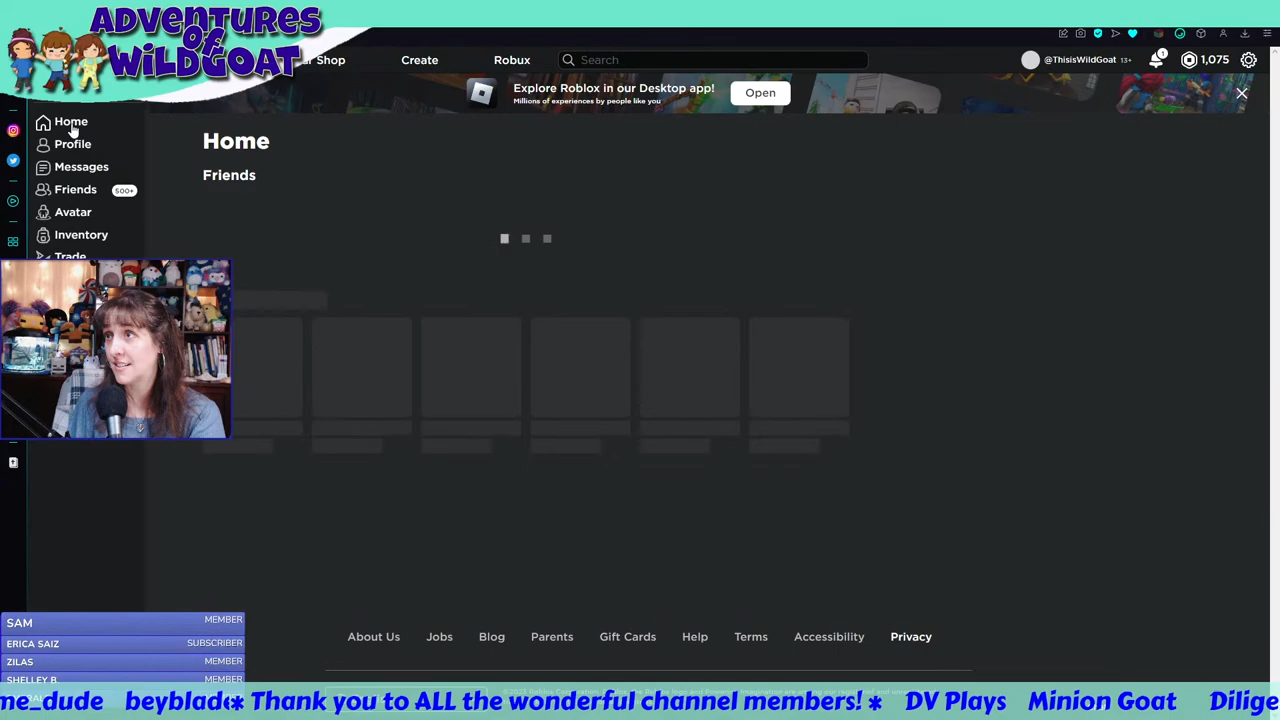 ADVENTURES
of
WILDGOAT
Shop
Create
Robux
Search
@ThisisWildGoat 13+
1
1,075
Explore Roblox in our Desktop app!
Millions of experiences by people like you
Open
Home
Profile
Messages
Friends
500+
Avatar
Inventory
Trade
Home
Friends
About Us
Jobs
Blog
Parents
Gift Cards
Help
Terms
Accessibility
Privacy
SAM MEMBER
ERICA SAIZ SUBSCRIBER
ZILAS MEMBER
SHELLEY B. MEMBER
me_dude beyblade * Thank you to ALL the wonderful channel members! * DV Plays Minion Goat Dilige